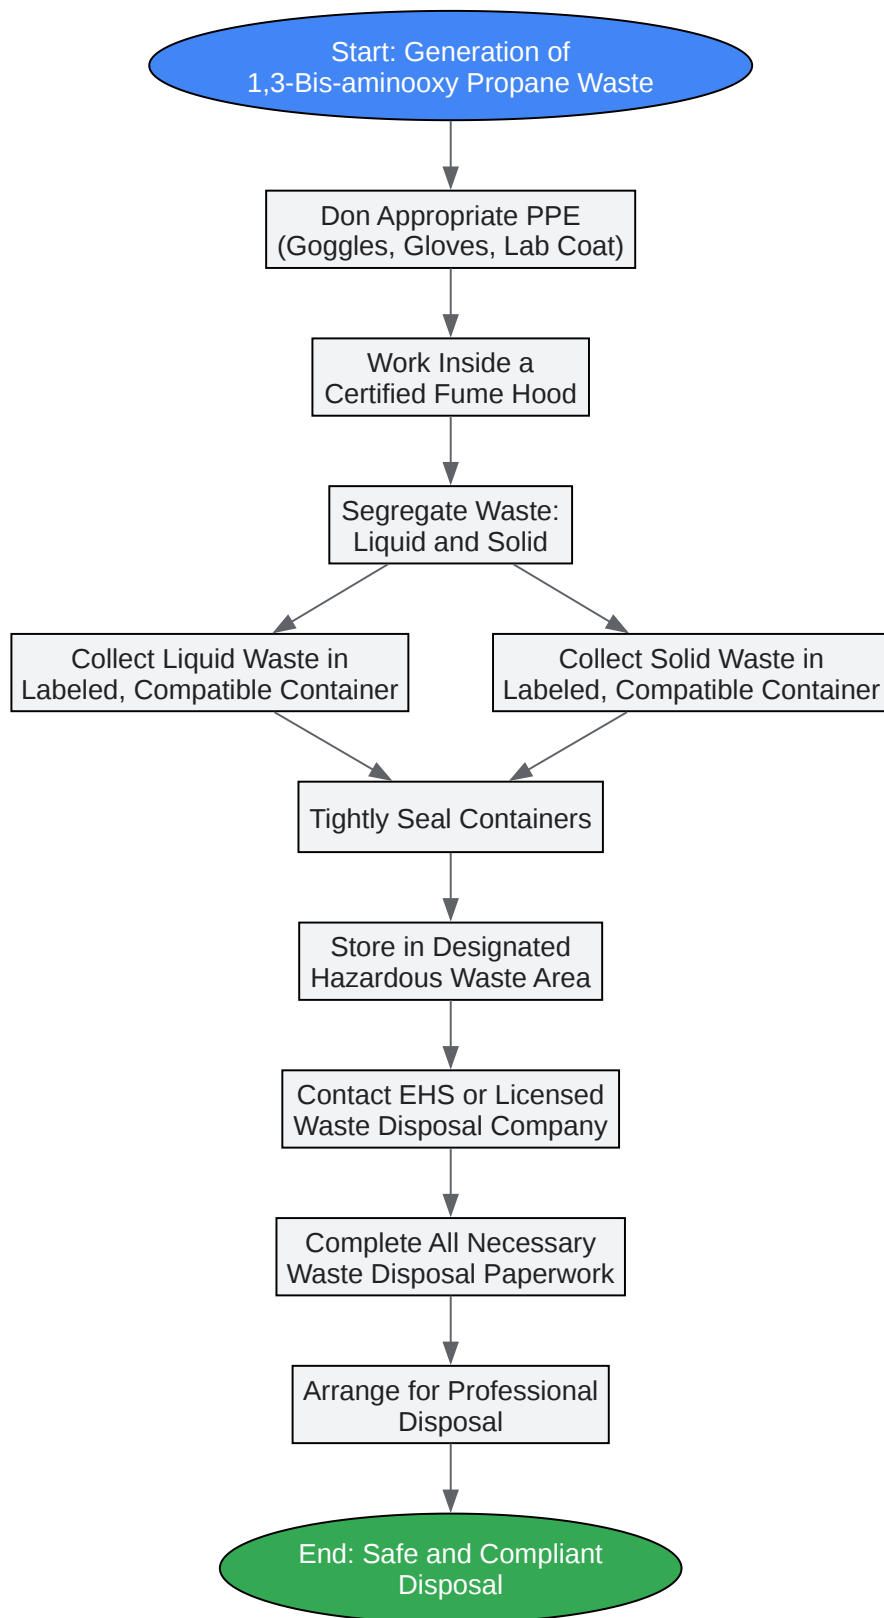 Start: Generation of
1,3-Bis-aminooxy Propane Waste
Don Appropriate PPE
(Goggles, Gloves, Lab Coat)
Work Inside a
Certified Fume Hood
Segregate Waste:
Liquid and Solid
Collect Liquid Waste in
Labeled, Compatible Container
Collect Solid Waste in
Labeled, Compatible Container
Tightly Seal Containers
Store in Designated
Hazardous Waste Area
Contact EHS or Licensed
Waste Disposal Company
Complete All Necessary
Waste Disposal Paperwork
Arrange for Professional
Disposal
End: Safe and Compliant
Disposal